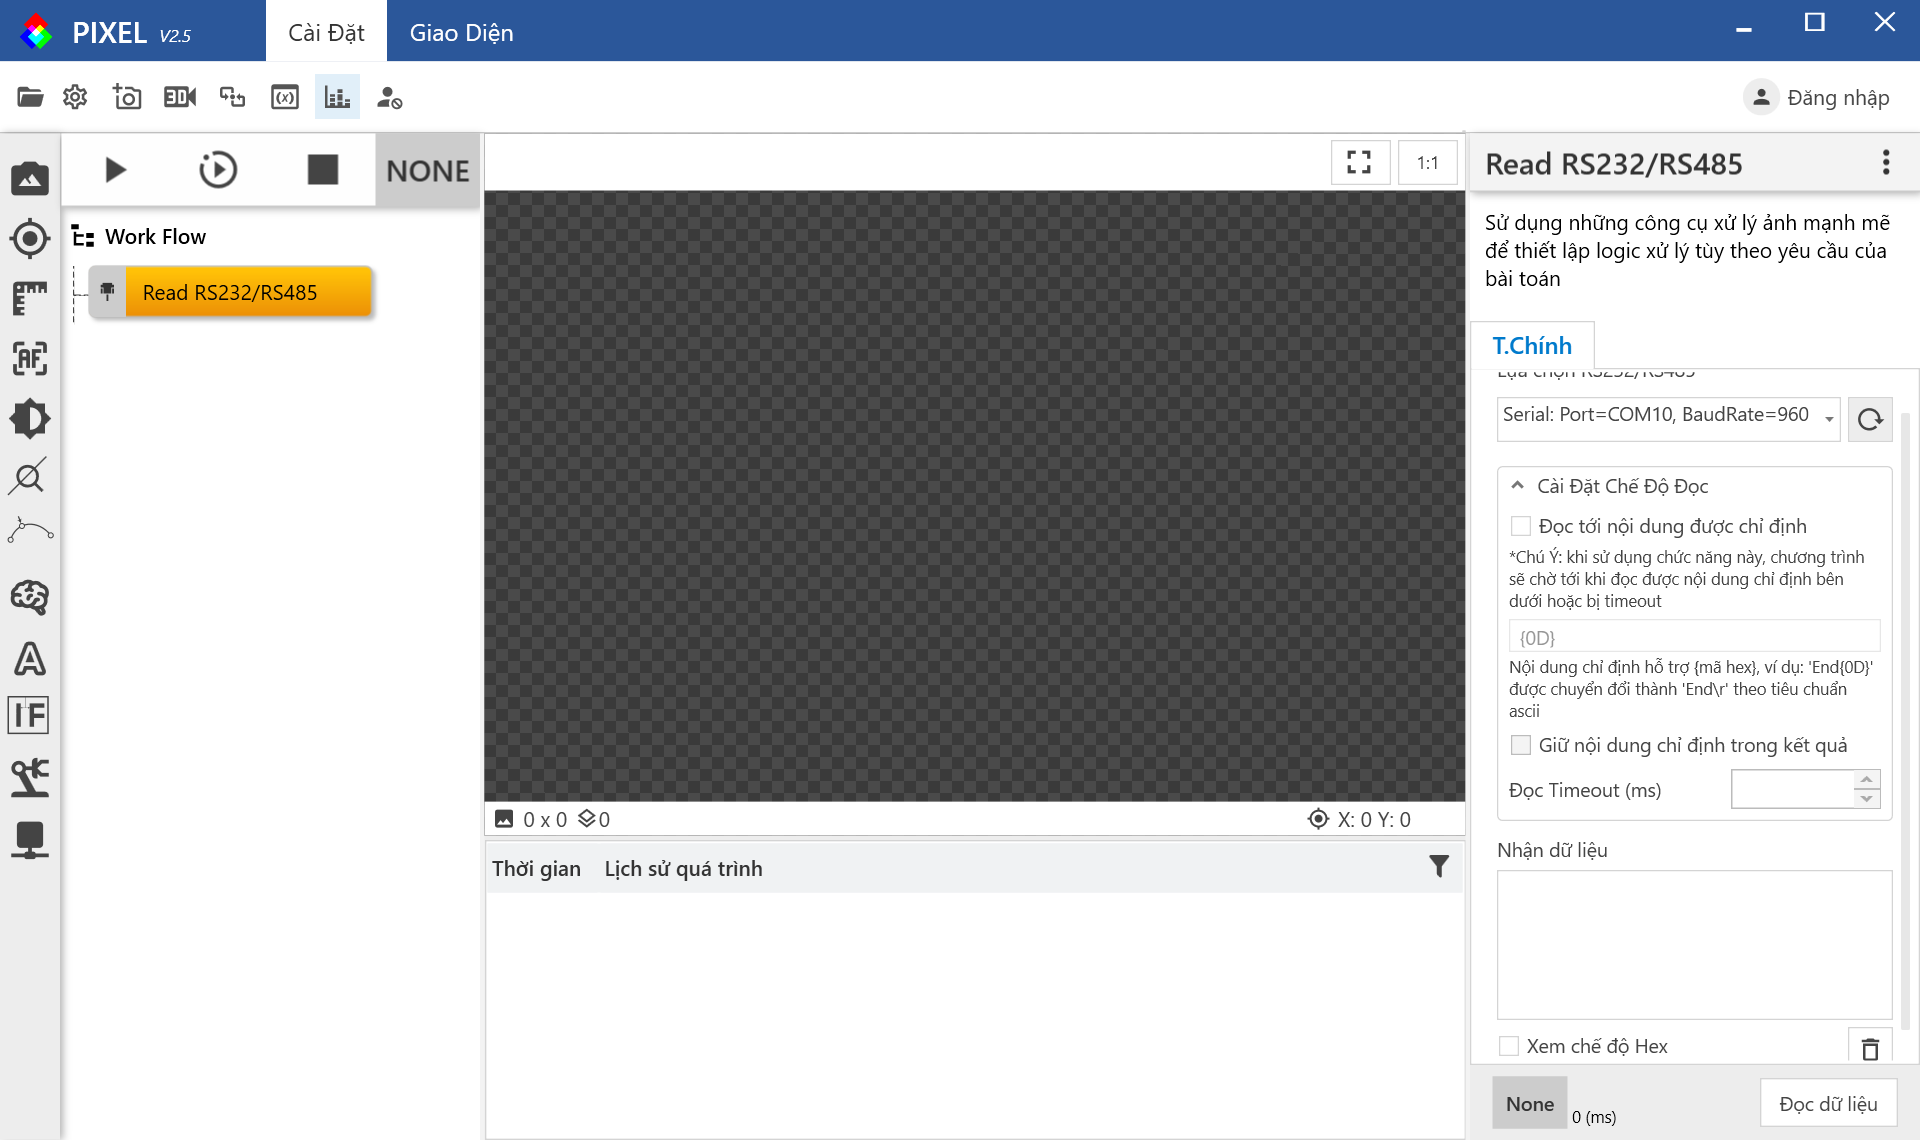 PIXEL V2.5
Cài Đặt
Giao Diện
3D
(x)
Đăng nhập
NONE
1:1
Work Flow
Read RS232/RS485
AF
A
IF
0 x 0
0
X: 0 Y: 0
Thời gian
Lịch sử quá trình
Read RS232/RS485
Sử dụng những công cụ xử lý ảnh mạnh mẽ
để thiết lập logic xử lý tùy theo yêu cầu của
bài toán
T.Chính
Lựa chọn RS232/RS485
Serial: Port=COM10, BaudRate=960
Cài Đặt Chế Độ Đọc
Đọc tới nội dung được chỉ định
*Chú Ý: khi sử dụng chức năng này, chương trình
sẽ chờ tới khi đọc được nội dung chỉ định bên
dưới hoặc bị timeout
{0D}
Nội dung chỉ định hỗ trợ {mã hex}, ví dụ: 'End{0D}'
được chuyển đổi thành 'End\r' theo tiêu chuẩn
ascii
Giữ nội dung chỉ định trong kết quả
Đọc Timeout (ms)
Nhận dữ liệu
Xem chế độ Hex
None
0 (ms)
Đọc dữ liệu